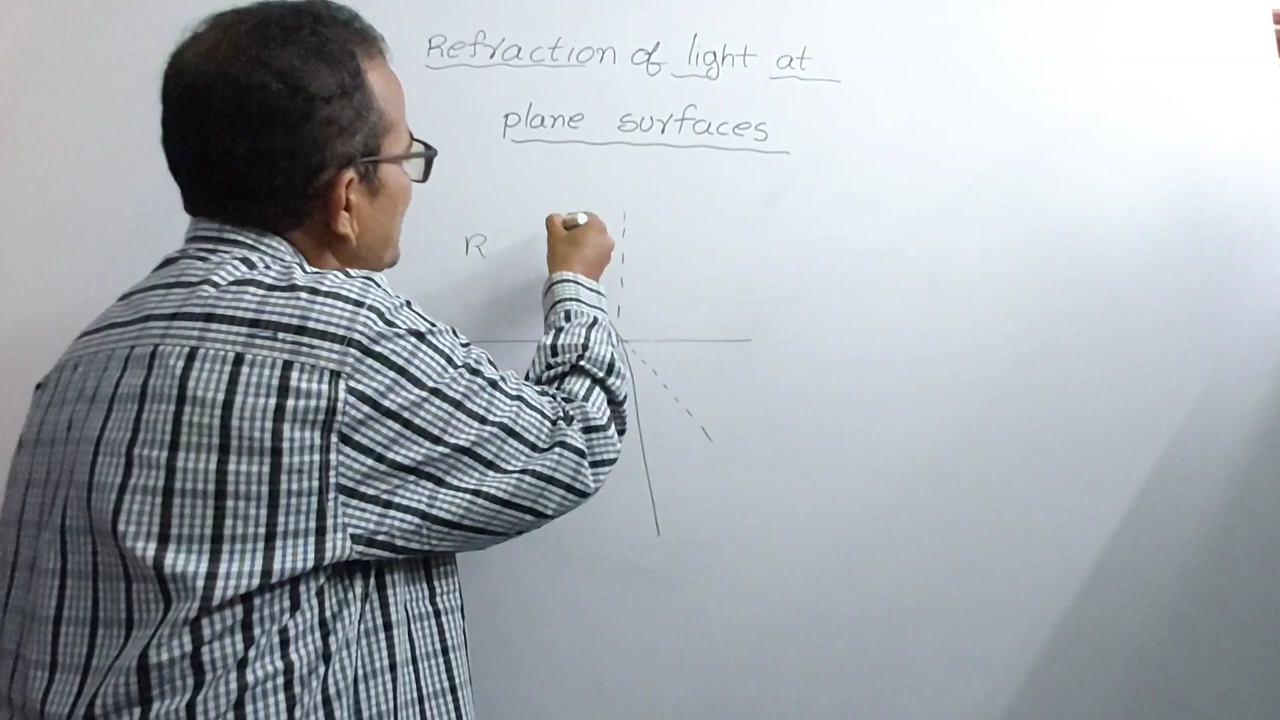 Refraction of light at
plane surfaces
R